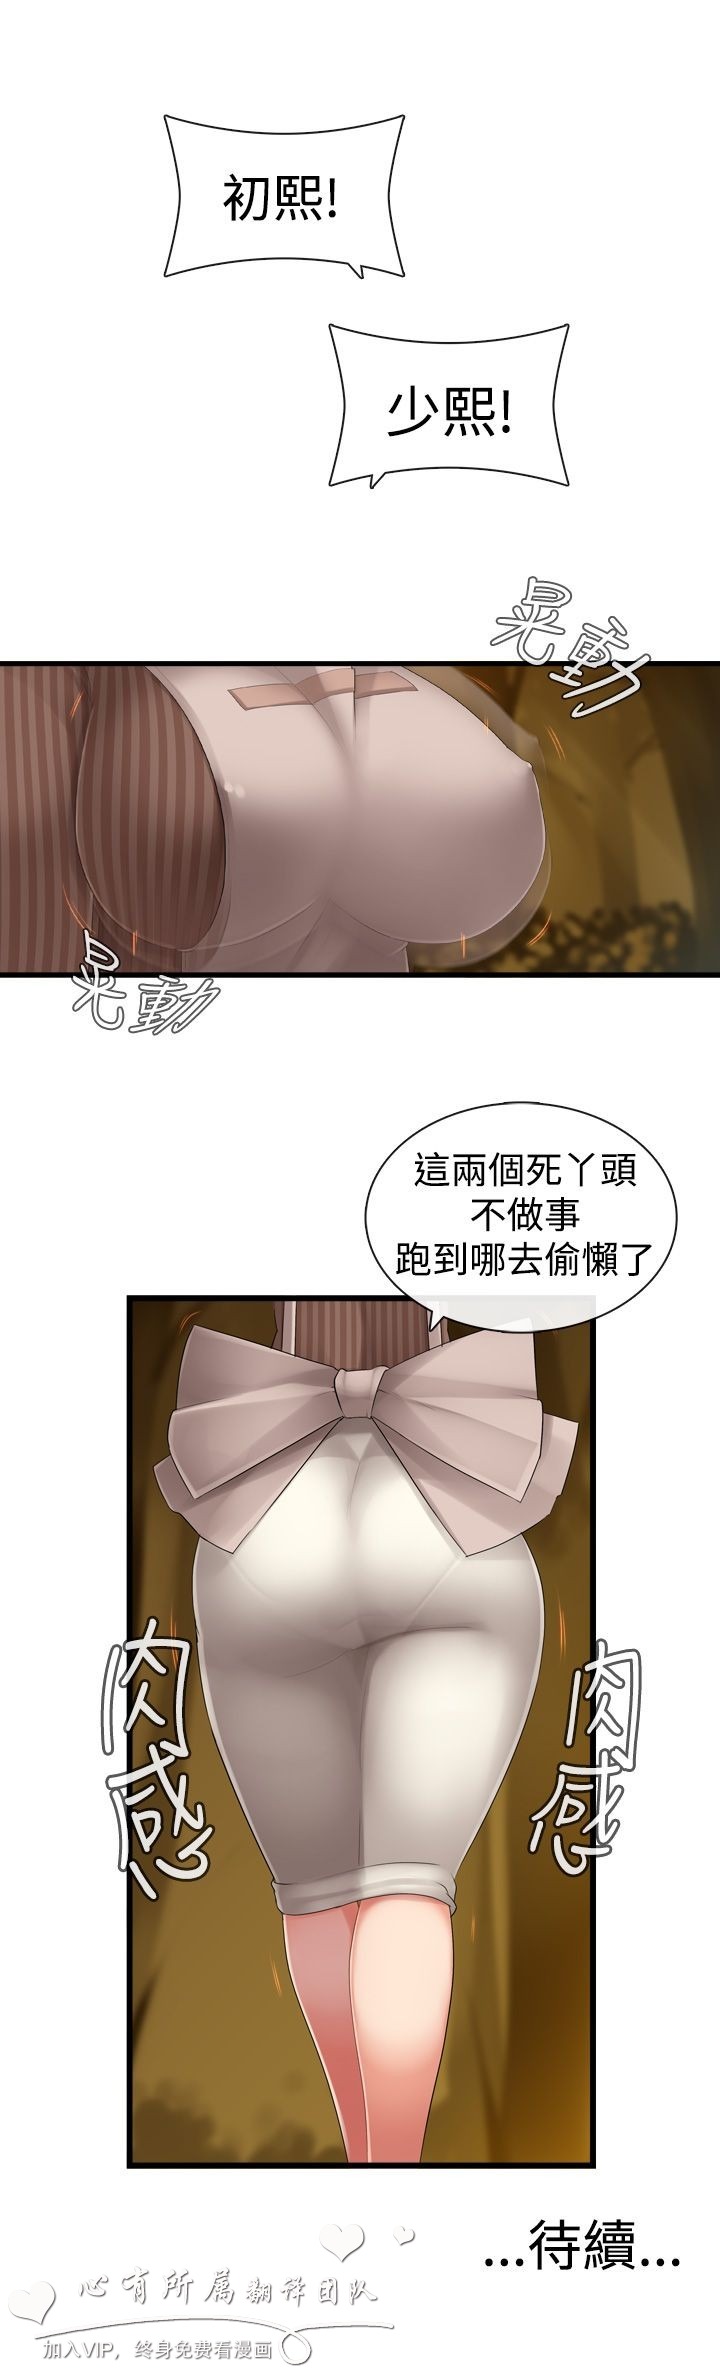 初熙!
少熙!
晃動
晃動
這兩個死丫頭
不做事
跑到哪去偷懶了
肉感
肉感
...待續...
心有所属翻译团队
加入VIP，终身免费看漫画